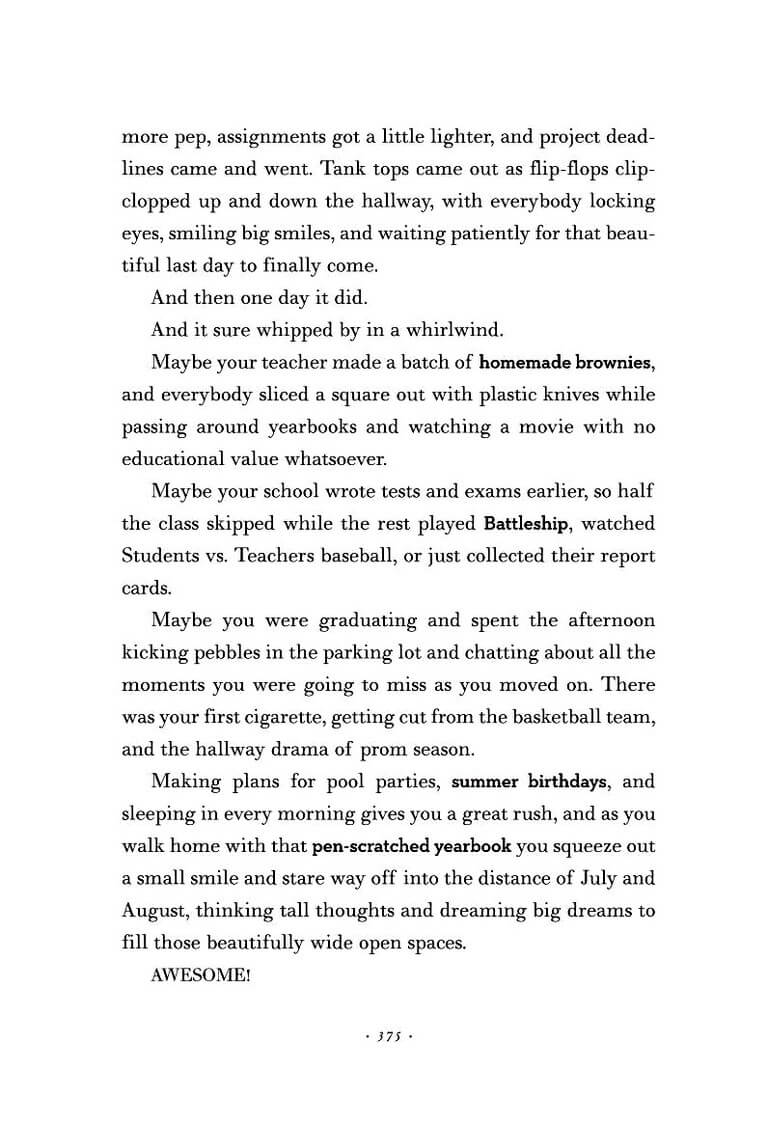 more pep, assignments got a little lighter, and project dead-
lines came and went. Tank tops came out as flip-flops clip-
clopped up and down the hallway, with everybody locking
eyes, smiling big smiles, and waiting patiently for that beau-
tiful last day to finally come.
And then one day it did.
And it sure whipped by in a whirlwind.
Maybe your teacher made a batch of homemade brownies,
and everybody sliced a square out with plastic knives while
passing around yearbooks and watching a movie with no
educational value whatsoever.
Maybe your school wrote tests and exams earlier, so half
the class skipped while the rest played Battleship, watched
Students vs. Teachers baseball, or just collected their report
cards.
Maybe you were graduating and spent the afternoon
kicking pebbles in the parking lot and chatting about all the
moments you were going to miss as you moved on. There
was your first cigarette, getting cut from the basketball team,
and the hallway drama of prom season.
Making plans for pool parties, summer birthdays, and
sleeping in every morning gives you a great rush, and as you
walk home with that pen-scratched yearbook you squeeze out
a small smile and stare way off into the distance of July and
August, thinking tall thoughts and dreaming big dreams to
fill those beautifully wide open spaces.
AWESOME!
· 375 ·